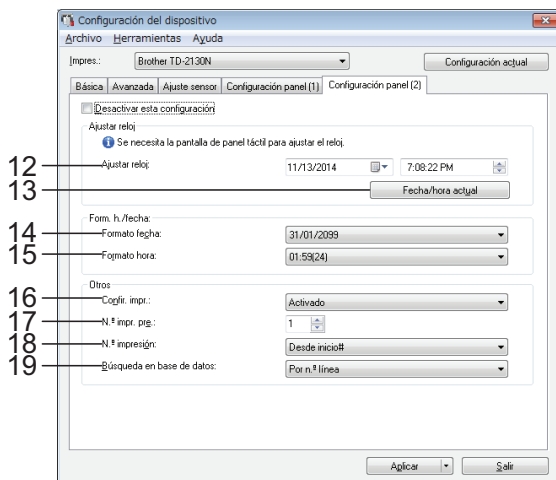 Configuración del dispositivo
Archivo Herramientas Ayuda
Impres.: Brother TD-2130N Configuración actual
Básica Avanzada Ajuste sensor Configuración panel (1) Configuración panel (2)
Desactivar esta configuración
Ajustar reloj
Se necesita la pantalla de panel táctil para ajustar el reloj.
12 Ajustar reloj: 11/13/2014 7:08:22 PM
13 Fecha/hora actual
Form. h./fecha:
14 Formato fecha: 31/01/2099
15 Formato hora: 01:59(24)
Otros
16 Confir. impr.: Activado
17 N.º impr. pre.: 1
18 N.º impresión: Desde inicio#
19 Búsqueda en base de datos: Por n.º línea
Aplicar Salir